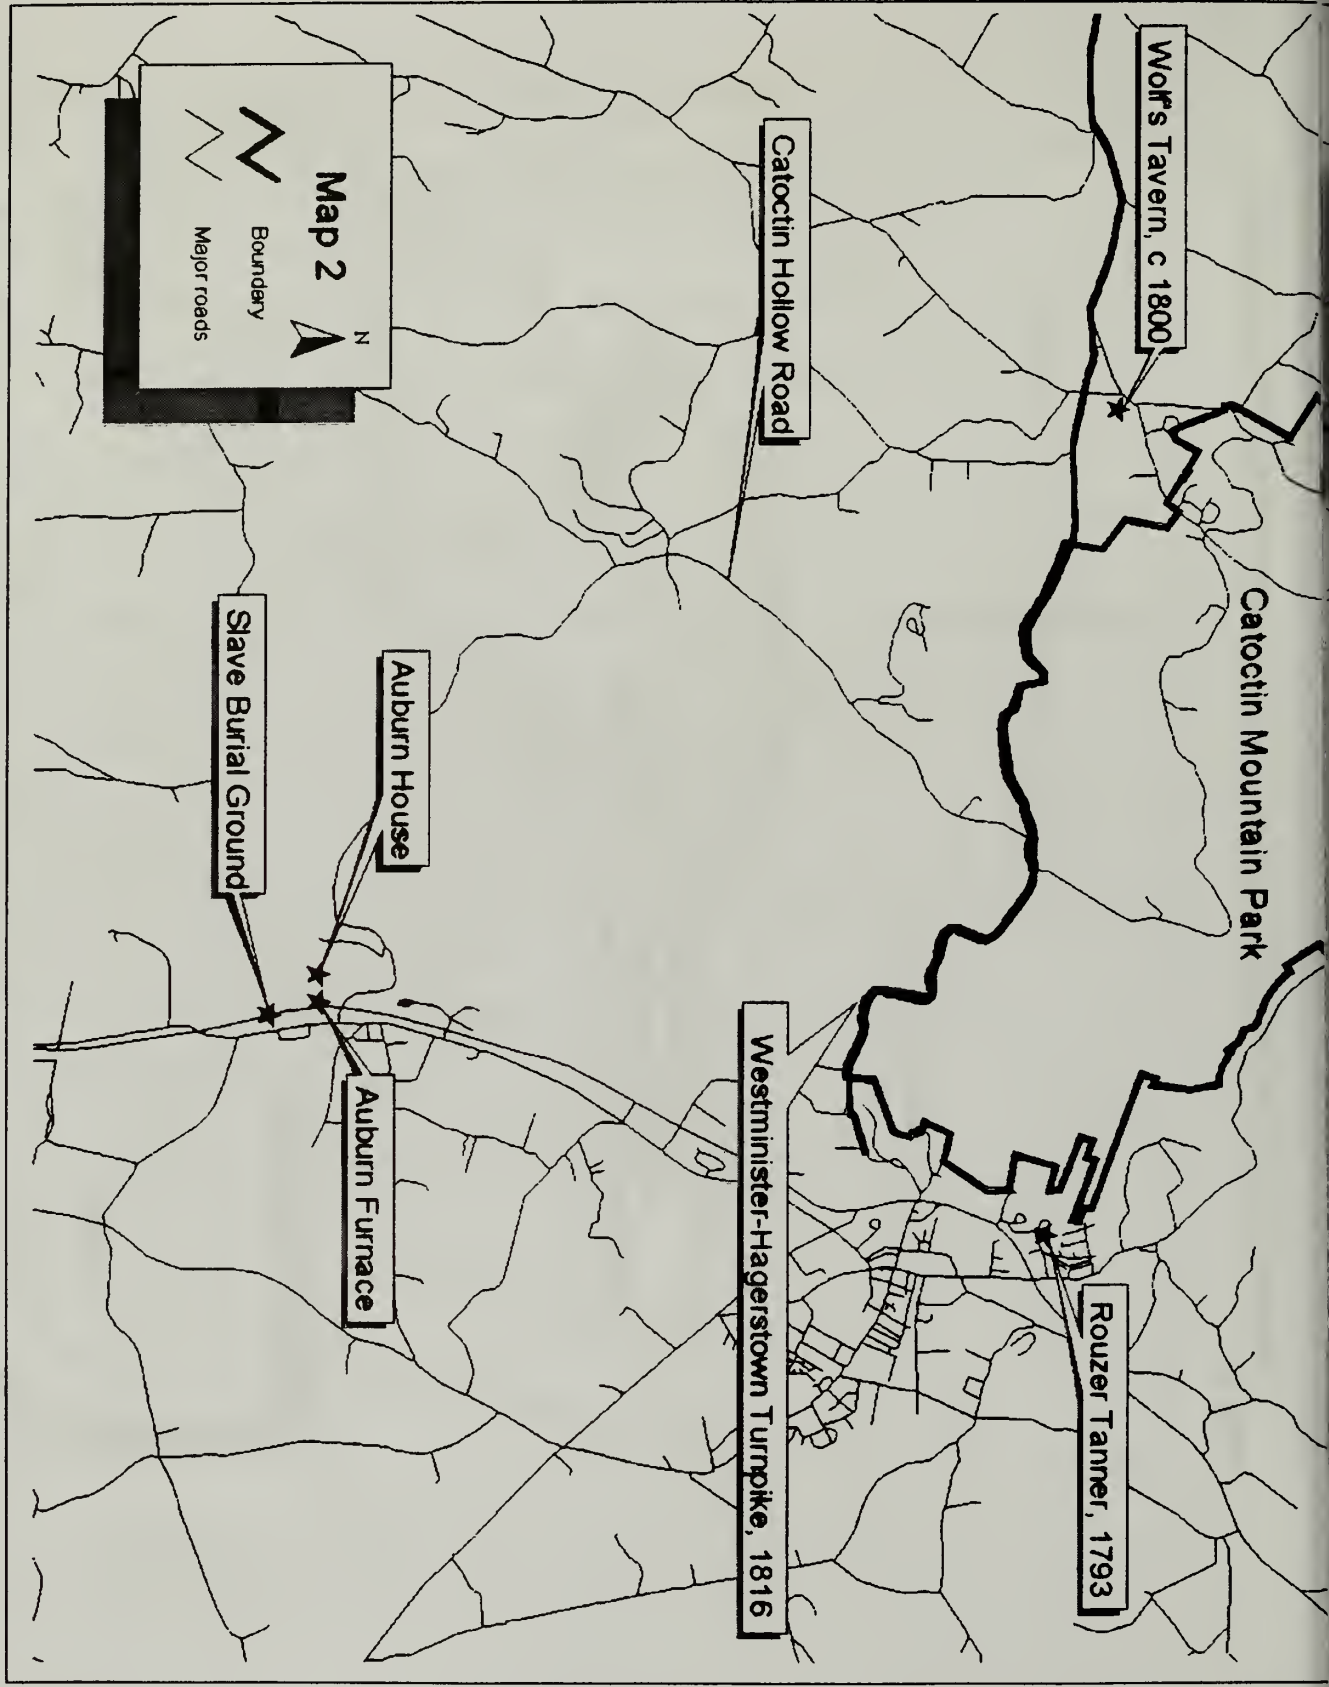 Wolf's Tavern, c 1800
Catoctin Mountain Park
Rouzer Tanner, 1793
Catoctin Hollow Road
Westminister-Hagerstown Turnpike, 1816
Auburn House
Auburn Furnace
Slave Burial Ground
Map 2
N
Boundary
Major roads